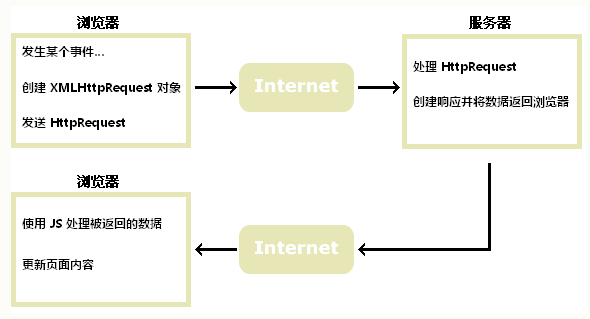 浏览器
发生某个事件...
创建 XMLHttpRequest 对象
发送 HttpRequest
Internet
服务器
处理 HttpRequest
创建响应并将数据返回浏览器
浏览器
使用 JS 处理被返回的数据
更新页面内容
Internet